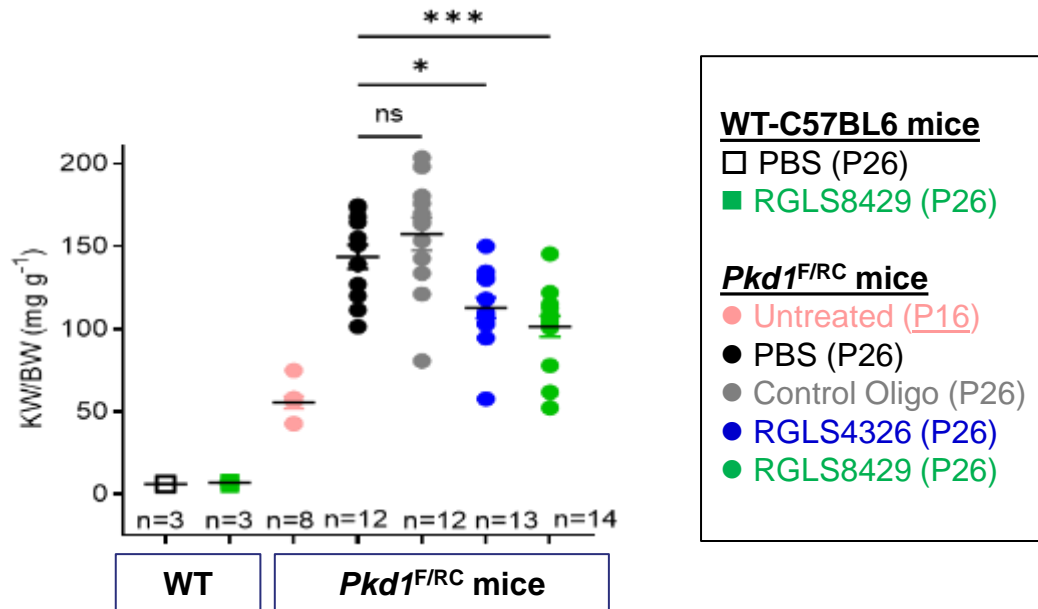 ***
*
ns
KW/BW (mg g⁻¹)
200
150
100
50
0
n=3 n=3 n=8 n=12 n=12 n=13 n=14
WT
Pkd1F/RC mice
WT-C57BL6 mice
PBS (P26)
RGLS8429 (P26)
Pkd1F/RC mice
Untreated (P16)
PBS (P26)
Control Oligo (P26)
RGLS4326 (P26)
RGLS8429 (P26)